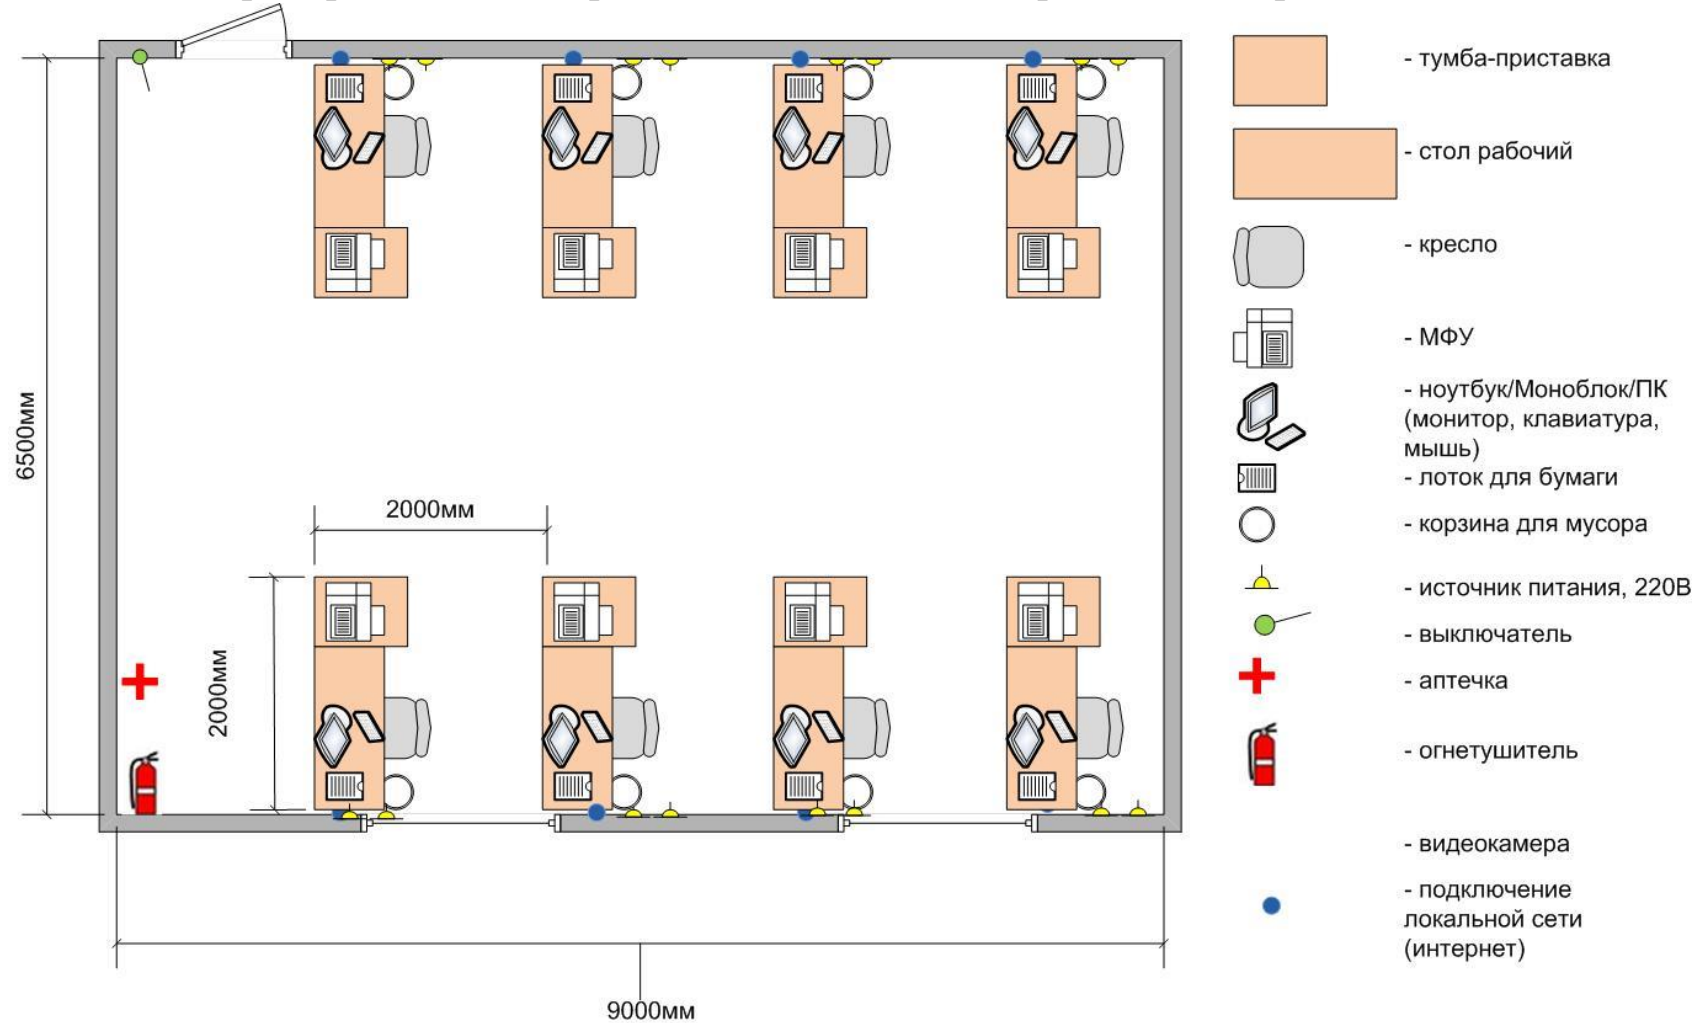 - тумба-приставка
- стол рабочий
- кресло
- МФУ
- ноутбук/Моноблок/ПК
(монитор, клавиатура,
мышь)
- лоток для бумаги
- корзина для мусора
- источник питания, 220В
- выключатель
- аптечка
- огнетушитель
- видеокамера
- подключение
локальной сети
(интернет)
6500мм
2000мм
2000мм
9000мм